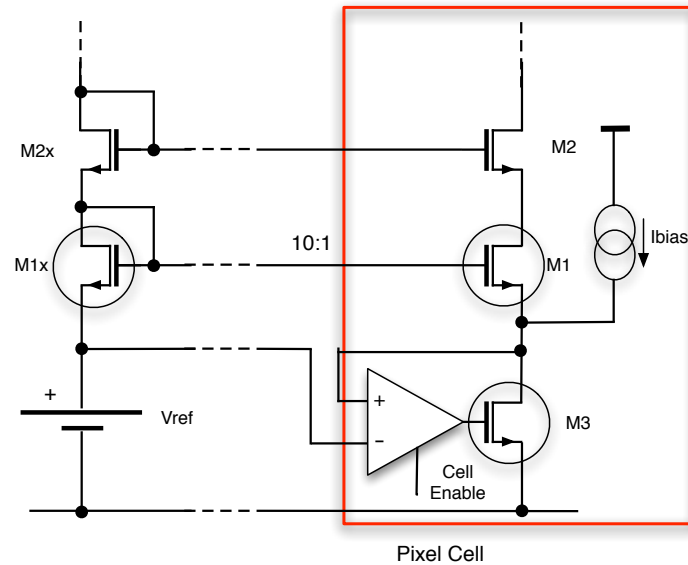 M2x
M2
Ibias
10:1
M1x
M1
+
Vref
+
−
M3
Cell
Enable
Pixel Cell